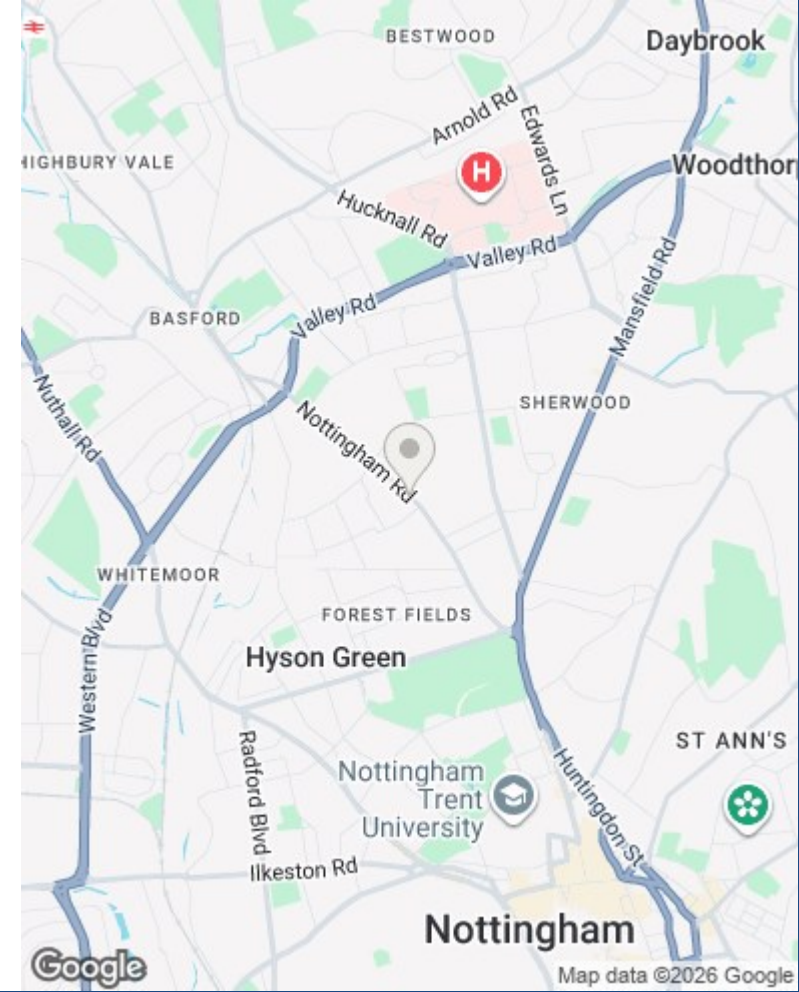 BESTWOOD
Daybrook
Arnold Rd
Edwards Ln
HIGHBURY VALE
H
Woodthor
Hucknall Rd
Valley Rd
Mansfield Rd
Valley Rd
BASFORD
Nuthall Rd
SHERWOOD
Nottingham Rd
WHITEMOOR
FOREST FIELDS
Western Blvd
Hyson Green
ST ANN'S
Radford Blvd
Nottingham
Trent
University
Huntingdon St
Ilkeston Rd
Nottingham
Google
Map data ©2026 Google